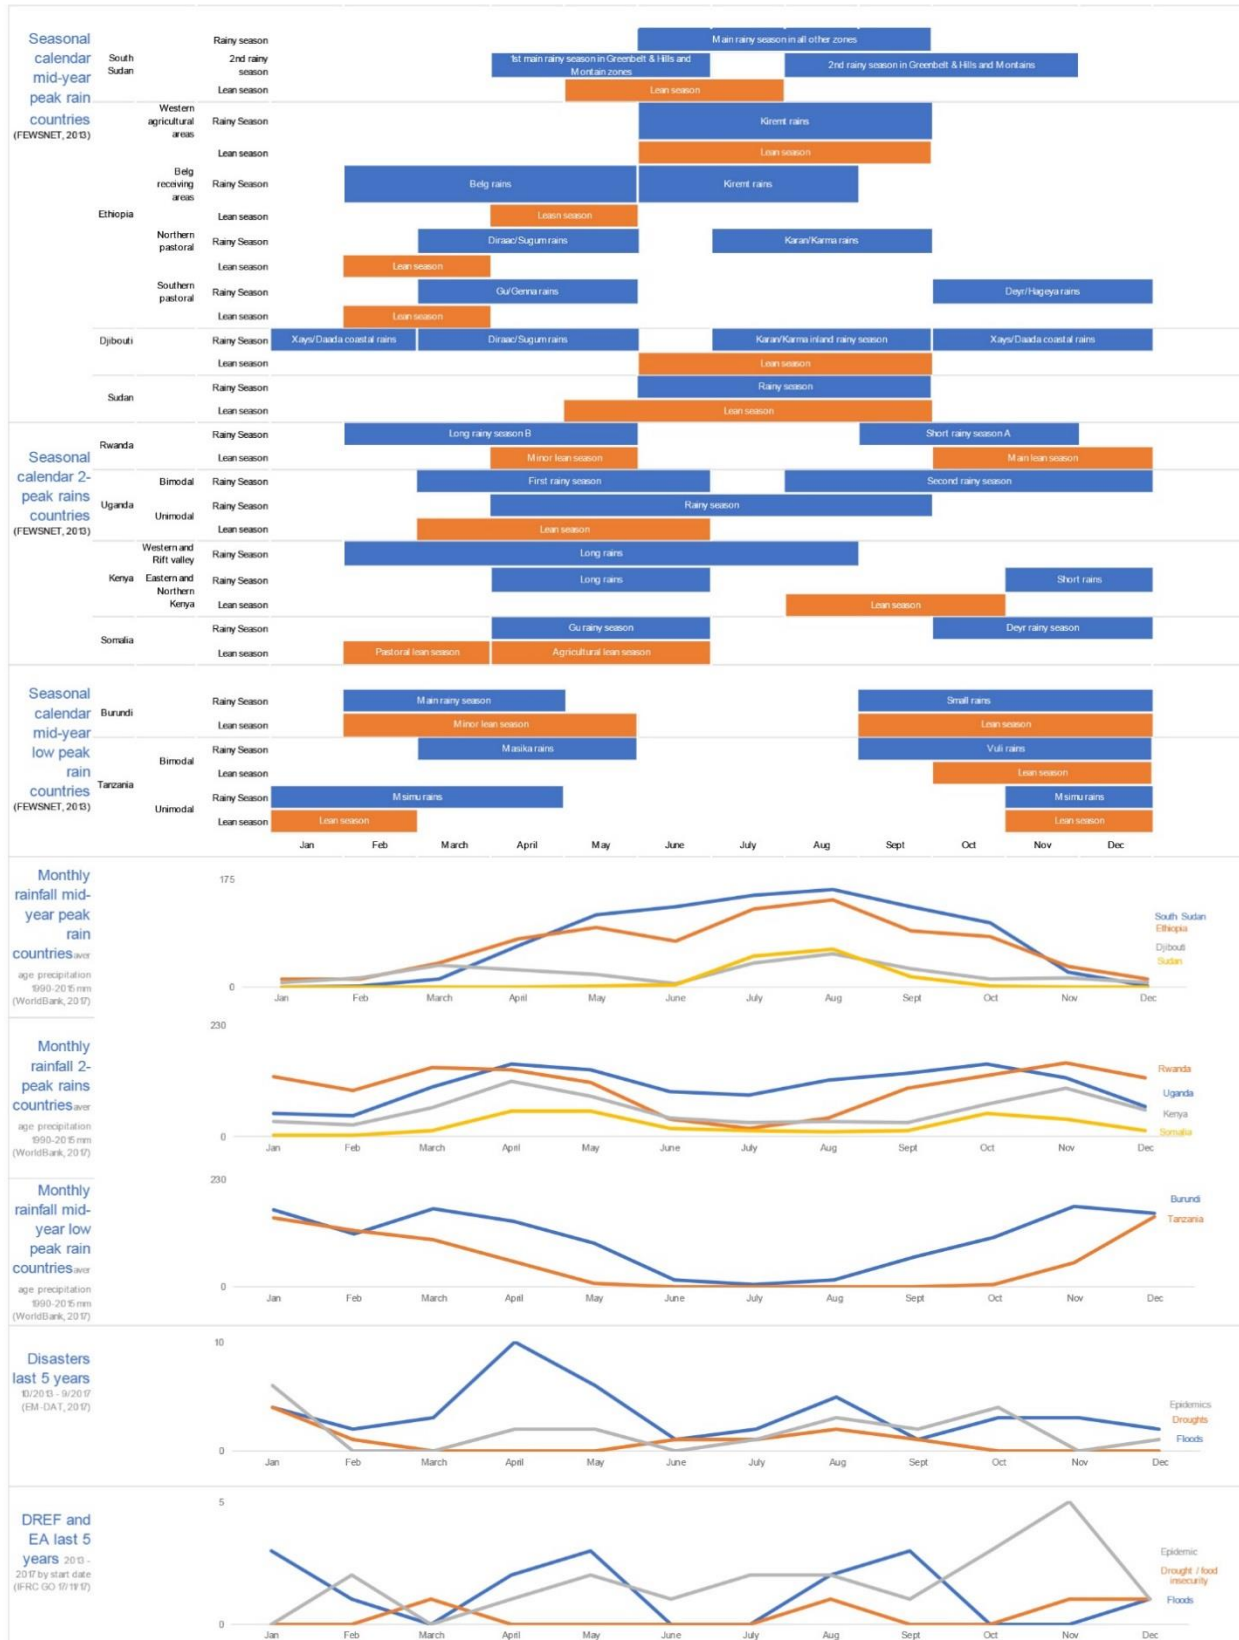 Seasonal
calendar
mid-year
peak rain
countries
(FEWSNET, 2013)
South
Sudan
Rainy season
Main rainy season in all other zones
2nd rainy
season
1st main rainy season in Greenbelt & Hills and
Montain zones
2nd rainy season in Greenbelt & Hills and Montains
Lean season
Lean season
Ethiopia
Western
agricultural
areas
Rainy Season
Kiremt rains
Lean season
Lean season
Belg
receiving
areas
Rainy Season
Belg rains
Kiremt rains
Lean season
Leasn season
Northern
pastoral
Rainy Season
Diraac/Sugum rains
Karan/Karma rains
Lean season
Lean season
Southern
pastoral
Rainy Season
Gu/Genna rains
Deyr/Hageya rains
Lean season
Lean season
Djibouti
Rainy Season
Xays/Daada coastal rains
Diraac/Sugum rains
Karan/Karma inland rainy season
Xays/Daada coastal rains
Lean season
Lean season
Sudan
Rainy Season
Rainy season
Lean season
Lean season
Seasonal
calendar 2-
peak rains
countries
(FEWSNET, 2013)
Rwanda
Rainy Season
Long rainy season B
Short rainy season A
Lean season
Minor lean season
Main lean season
Uganda
Bimodal
Rainy Season
First rainy season
Second rainy season
Unimodal
Rainy Season
Rainy season
Lean season
Lean season
Kenya
Western and
Rift valley
Rainy Season
Long rains
Eastern and
Northern
Kenya
Rainy Season
Long rains
Short rains
Lean season
Lean season
Somalia
Rainy Season
Gu rainy season
Deyr rainy season
Lean season
Pastoral lean season
Agricultural lean season
Seasonal
calendar
mid-year
low peak
rain
countries
(FEWSNET, 2013)
Burundi
Rainy Season
Main rainy season
Small rains
Lean season
Minor lean season
Lean season
Tanzania
Bimodal
Rainy Season
Masika rains
Vuli rains
Lean season
Lean season
Unimodal
Rainy Season
Msimu rains
Msimu rains
Lean season
Lean season
Lean season
Jan Feb March April May June July Aug Sept Oct Nov Dec
Monthly
rainfall mid-
year peak
rain
countries aver
age precipitation
1990-2015 mm
(WorldBank, 2017)
175
0
South Sudan
Ethiopia
Djibouti
Sudan
Jan Feb March April May June July Aug Sept Oct Nov Dec
Monthly
rainfall 2-
peak rains
countries aver
age precipitation
1990-2015 mm
(WorldBank, 2017)
230
0
Rwanda
Uganda
Kenya
Somalia
Jan Feb March April May June July Aug Sept Oct Nov Dec
Monthly
rainfall mid-
year low
peak rain
countries aver
age precipitation
1990-2015 mm
(WorldBank, 2017)
230
0
Burundi
Tanzania
Jan Feb March April May June July Aug Sept Oct Nov Dec
Disasters
last 5 years
10/2013 - 9/2017
(EM-DAT, 2017)
10
0
Epidemics
Droughts
Floods
Jan Feb March April May June July Aug Sept Oct Nov Dec
DREF and
EA last 5
years 2013 -
2017 by start date
(IFRC GO 17/11/17)
5
0
Epidemic
Drought / food
insecurity
Floods
Jan Feb March April May June July Aug Sept Oct Nov Dec